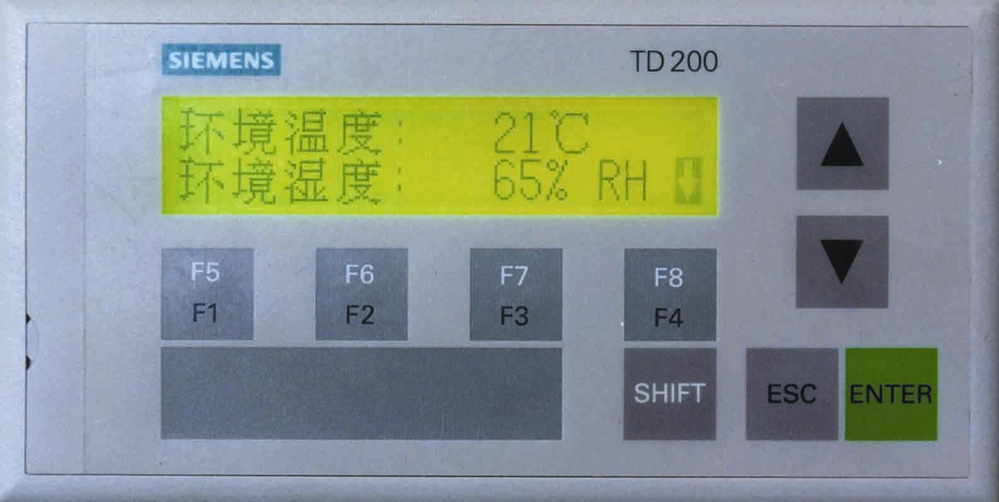 SIEMENS
TD 200
环境温度: 21℃
环境湿度: 65% RH ↓
▲
▼
F5 F6 F7 F8
F1 F2 F3 F4
SHIFT ESC ENTER